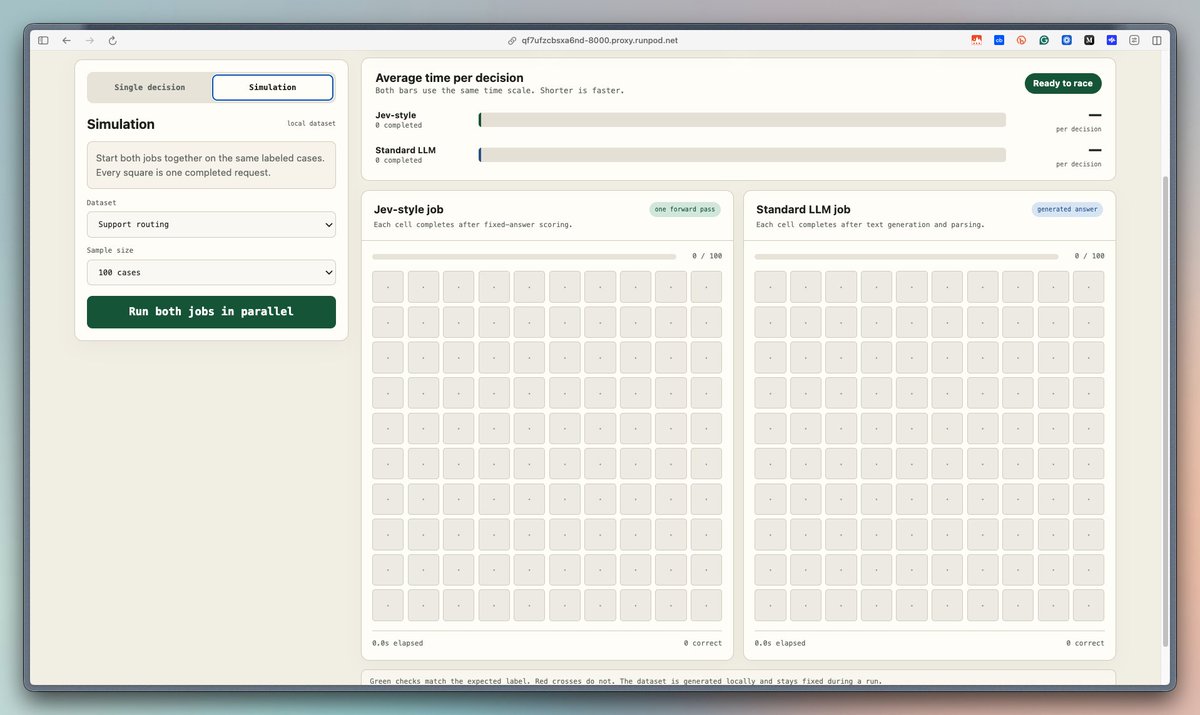 qf7ufzcbsxa6nd-8000.proxy.runpod.net
Single decision
Simulation
Simulation
local dataset
Start both jobs together on the same labeled cases.
Every square is one completed request.
Dataset
Support routing
Sample size
100 cases
Run both jobs in parallel
Average time per decision
Both bars use the same time scale. Shorter is faster.
Ready to race
Jev-style
0 completed
—
per decision
Standard LLM
0 completed
—
per decision
Jev-style job
one forward pass
Each cell completes after fixed-answer scoring.
0 / 100
0.0s elapsed
0 correct
Standard LLM job
generated answer
Each cell completes after text generation and parsing.
0 / 100
0.0s elapsed
0 correct
Green checks match the expected label. Red crosses do not. The dataset is generated locally and stays fixed during a run.